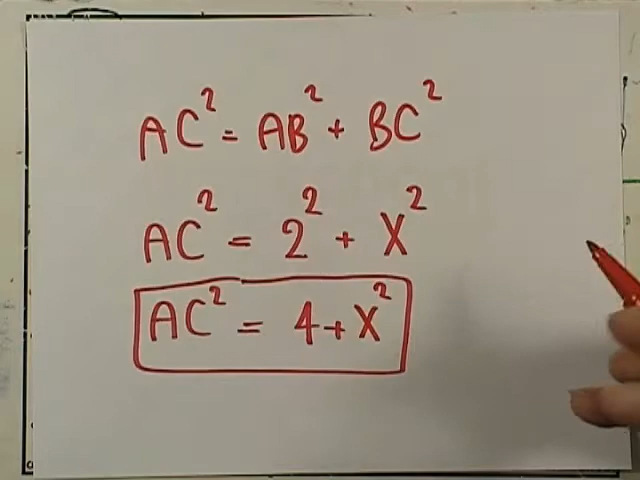 AC² = AB² + BC²
AC² = 2² + X²
AC² = 4 + X²